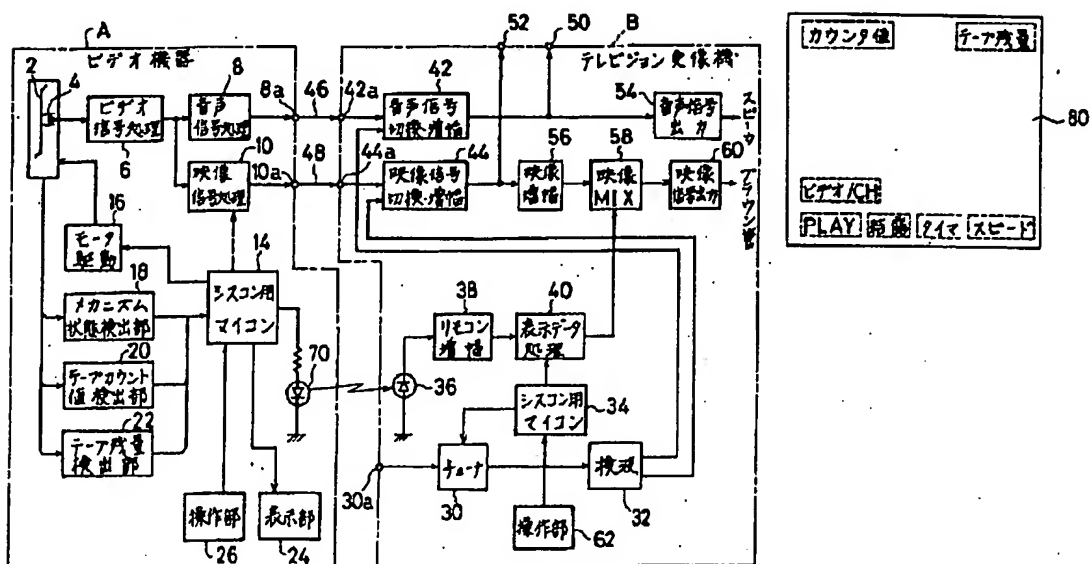 A
ビデオ機器
2
4
ビデオ
信号処理
6
8
音声
信号処理
8a
46
10
映像
信号処理
10a
48
16
モータ
駆動
14
シスコン用
マイコン
18
メカニズム
状態検出部
20
テープカウント
値検出部
22
テープ残量
検出部
70
操作部
26
表示部
24
52
50
B
テレビジョン受像機
42
42a
音声信号
切換・増幅
44
44a
映像信号
切換・増幅
54
音声信号
出力
スピーカ
56
映像
増幅
58
映像
MIX
60
映像
信号出力
ブラウン管
38
リモコン
増幅
40
表示データ
処理
36
シスコン用
マイコン
34
30a
チューナ
30
検波
32
操作部
62
カウンタ値
テープ残量
80
ビデオ/CH
PLAY
タイマ
スピード